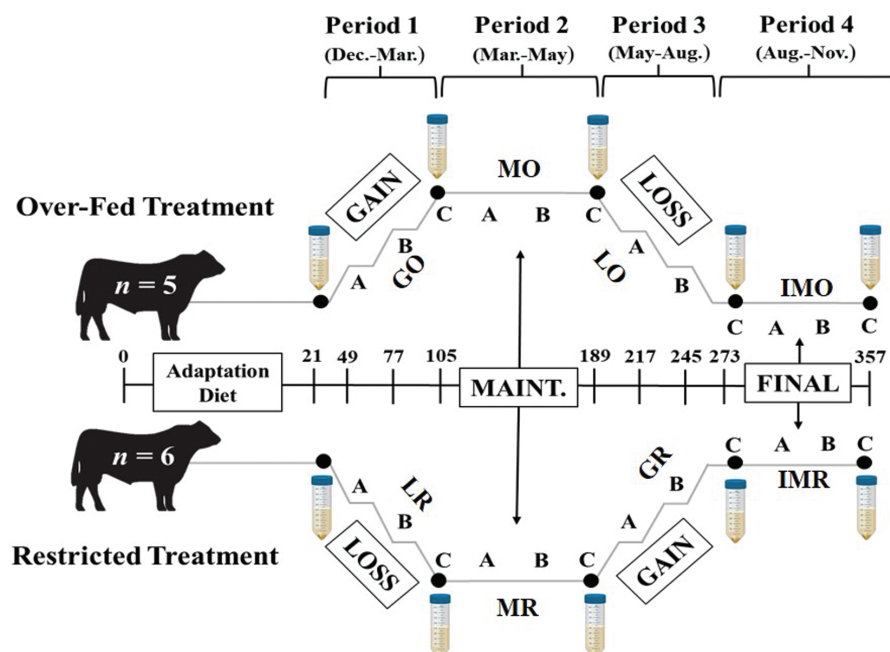 Period 1 Period 2 Period 3 Period 4
(Dec.-Mar.) (Mar.-May) (May-Aug.) (Aug.-Nov.)
Over-Fed Treatment
n = 5
GAIN
MO
LOSS
A
B
GO
C A B C
A
LO
B
IMO
C A B C
0 21 49 77 105 189 217 245 273 357
Adaptation
Diet
MAINT.
FINAL
n = 6
Restricted Treatment
A
LR
B
LOSS
C A B C
MR
GR
A
B
GAIN
C A B C
IMR